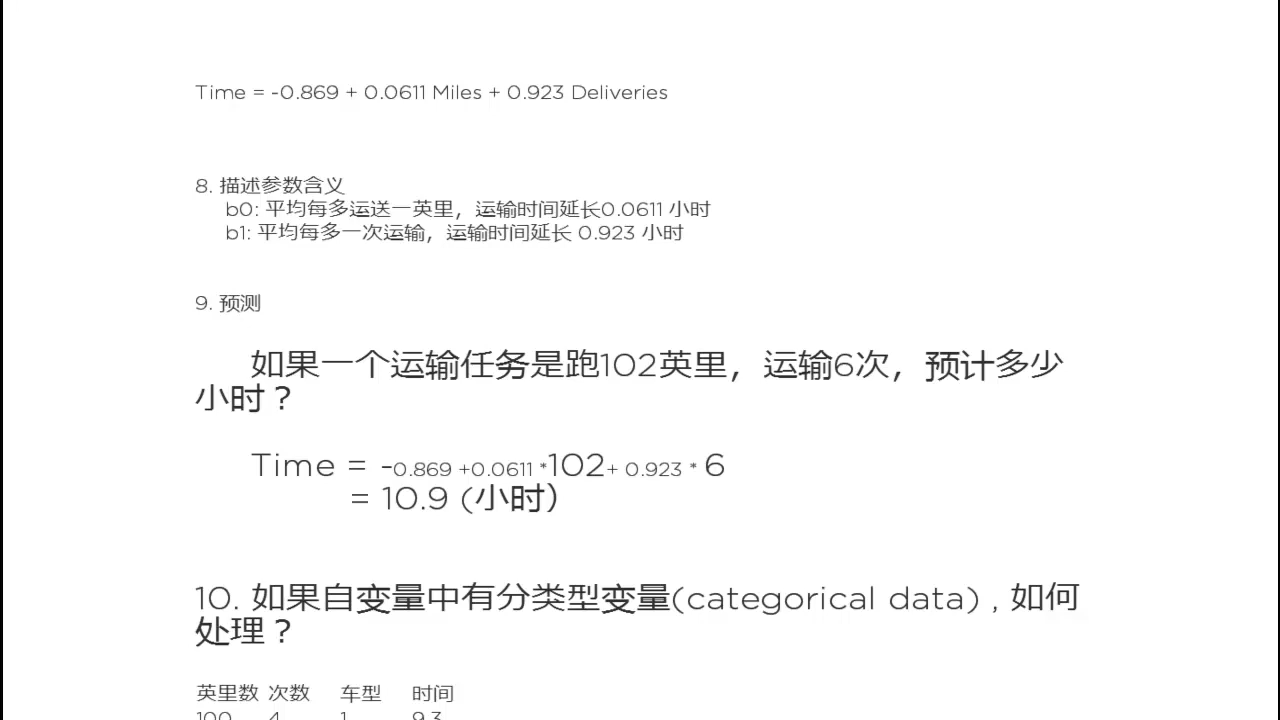 Time = -0.869 + 0.0611 Miles + 0.923 Deliveries
8. 描述参数含义
b0: 平均每多运送一英里，运输时间延长0.0611 小时
b1: 平均每多一次运输，运输时间延长 0.923 小时
9. 预测
如果一个运输任务是跑102英里，运输6次，预计多少
小时？
Time = -0.869 +0.0611 *102+ 0.923 * 6
= 10.9 (小时）
10. 如果自变量中有分类型变量(categorical data) , 如何
处理？
英里数 次数 车型 时间
100 4 1 9.3